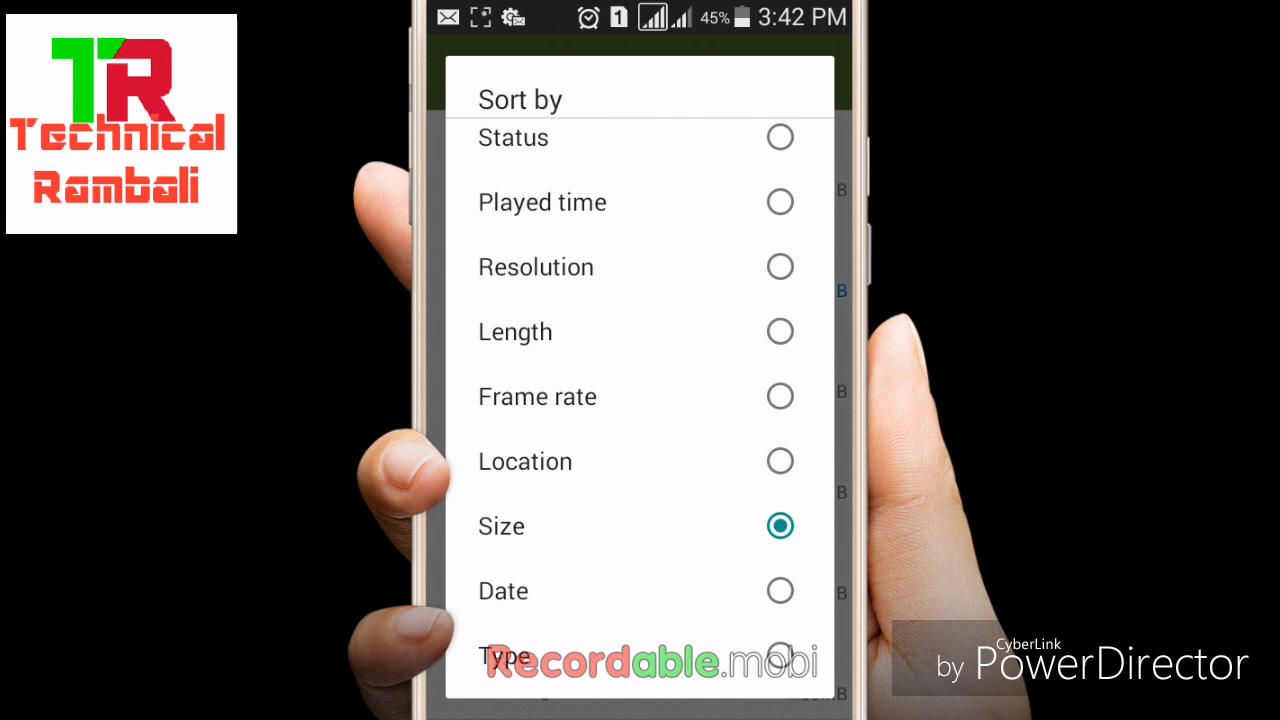 TR
Technical
Rambali
45% 3:42 PM
1
Sort by
Status
Played time
Resolution
Length
Frame rate
Location
Size
Date
Type
Recordable.mobi
CyberLink
by PowerDirector
B
B
B
B
B
B